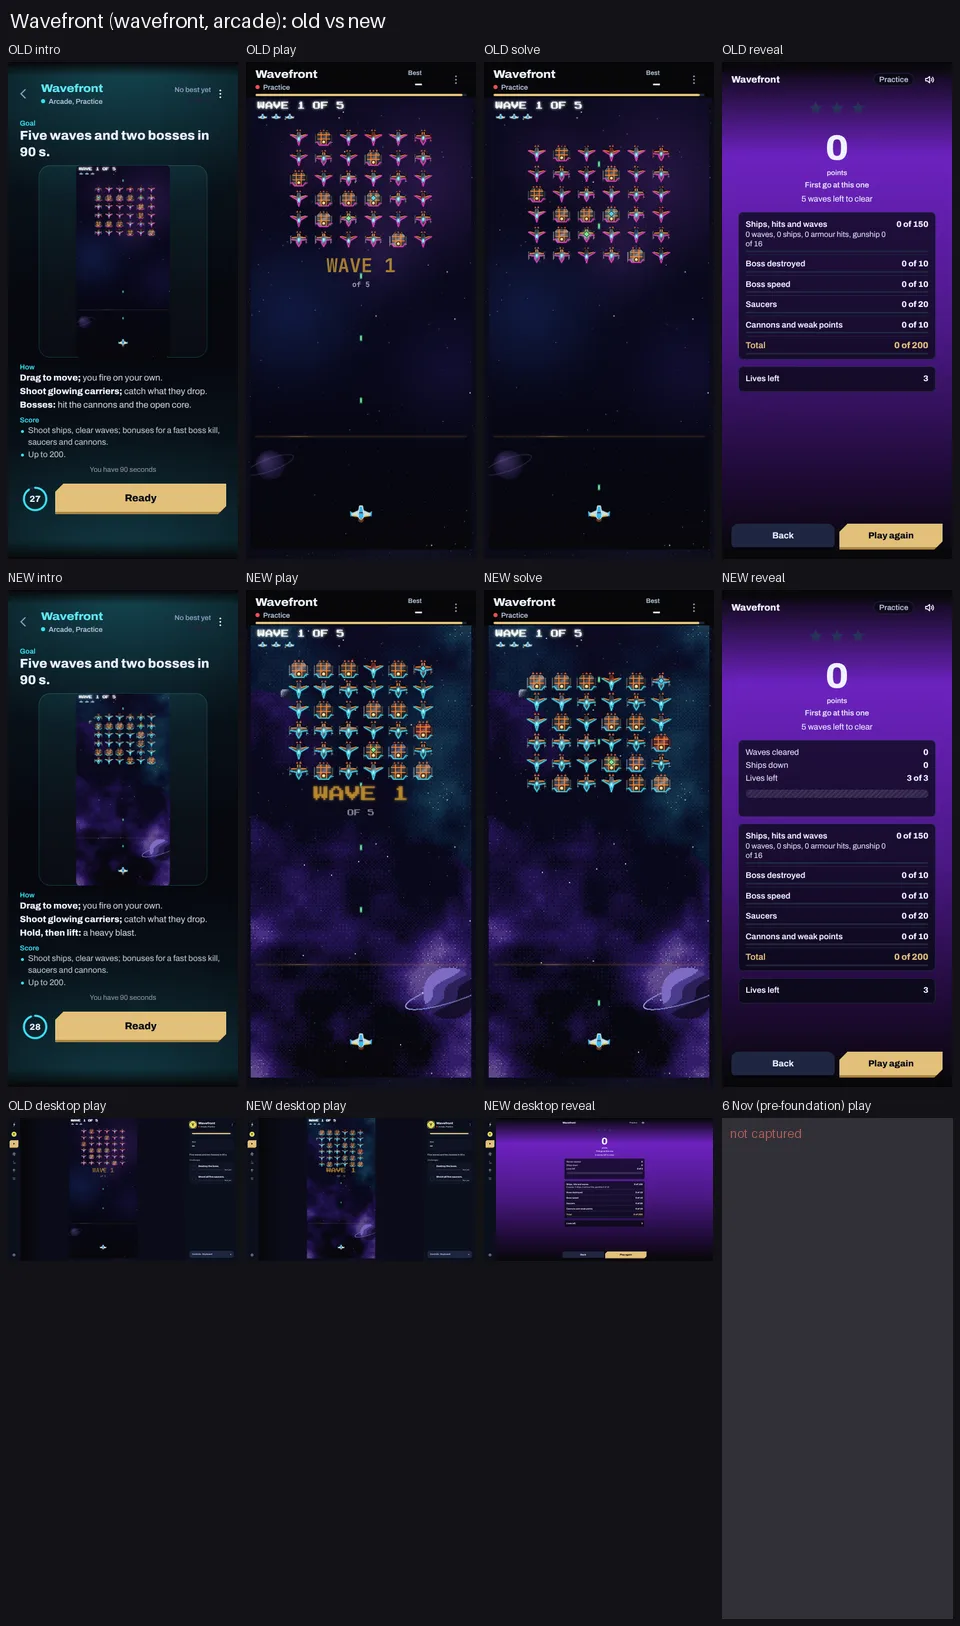 Wavefront (wavefront, arcade): old vs new
OLD intro
Wavefront
Arcade, Practice
No best yet
Goal
Five waves and two bosses in
90 s.
WAVE 1 OF 5
How
Drag to move; you fire on your own.
Shoot glowing carriers; catch what they drop.
Bosses: hit the cannons and the open core.
Score
Shoot ships, clear waves; bonuses for a fast boss kill,
saucers and cannons.
Up to 200.
You have 90 seconds
27
Ready
OLD play
Wavefront
Practice
Best
WAVE 1 OF 5
WAVE 1
of 5
OLD solve
Wavefront
Practice
Best
WAVE 1 OF 5
OLD reveal
Wavefront
Practice
0
points
First go at this one
5 waves left to clear
Ships, hits and waves 0 of 150
0 waves, 0 ships, 0 armour hits, gunship 0
of 16
Boss destroyed 0 of 10
Boss speed 0 of 10
Saucers 0 of 20
Cannons and weak points 0 of 10
Total 0 of 200
Lives left 3
Back
Play again
NEW intro
Wavefront
Arcade, Practice
No best yet
Goal
Five waves and two bosses in
90 s.
WAVE 1 OF 5
How
Drag to move; you fire on your own.
Shoot glowing carriers; catch what they drop.
Hold, then lift: a heavy blast.
Score
Shoot ships, clear waves; bonuses for a fast boss kill,
saucers and cannons.
Up to 200.
You have 90 seconds
28
Ready
NEW play
Wavefront
Practice
Best
WAVE 1 OF 5
WAVE 1
OF 5
NEW solve
Wavefront
Practice
Best
WAVE 1 OF 5
NEW reveal
Wavefront
Practice
0
points
First go at this one
5 waves left to clear
Waves cleared 0
Ships down 0
Lives left 3 of 3
Ships, hits and waves 0 of 150
0 waves, 0 ships, 0 armour hits, gunship 0
of 16
Boss destroyed 0 of 10
Boss speed 0 of 10
Saucers 0 of 20
Cannons and weak points 0 of 10
Total 0 of 200
Lives left 3
Back
Play again
OLD desktop play
Wavefront
WAVE 1
NEW desktop play
Wavefront
WAVE 1
NEW desktop reveal
0
6 Nov (pre-foundation) play
not captured